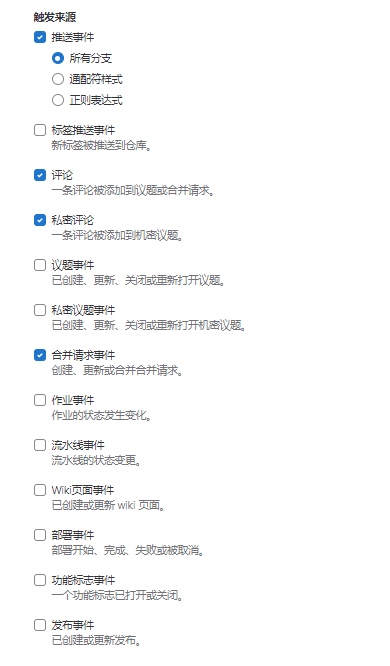 触发来源
推送事件
所有分支
通配符样式
正则表达式
标签推送事件
新标签被推送到仓库。
评论
一条评论被添加到议题或合并请求。
私密评论
一条评论被添加到机密议题。
议题事件
已创建、更新、关闭或重新打开议题。
私密议题事件
已创建、更新、关闭或重新打开机密议题。
合并请求事件
创建、更新或合并合并请求。
作业事件
作业的状态发生变化。
流水线事件
流水线的状态变更。
Wiki页面事件
已创建或更新 wiki 页面。
部署事件
部署开始、完成、失败或被取消。
功能标志事件
一个功能标志已打开或关闭。
发布事件
已创建或更新发布。